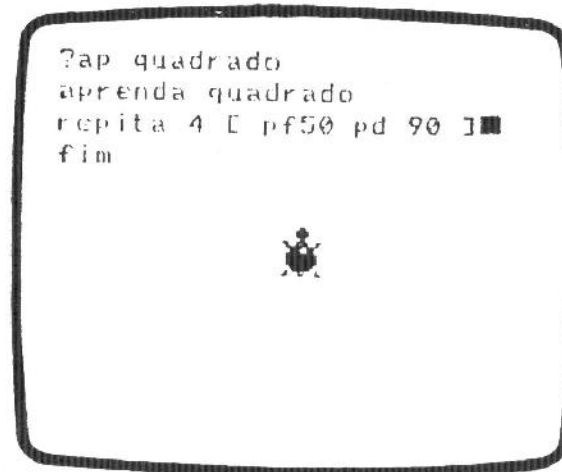 ?ap quadrado
aprenda quadrado
repita 4 [ pf50 pd 90 ]
fim